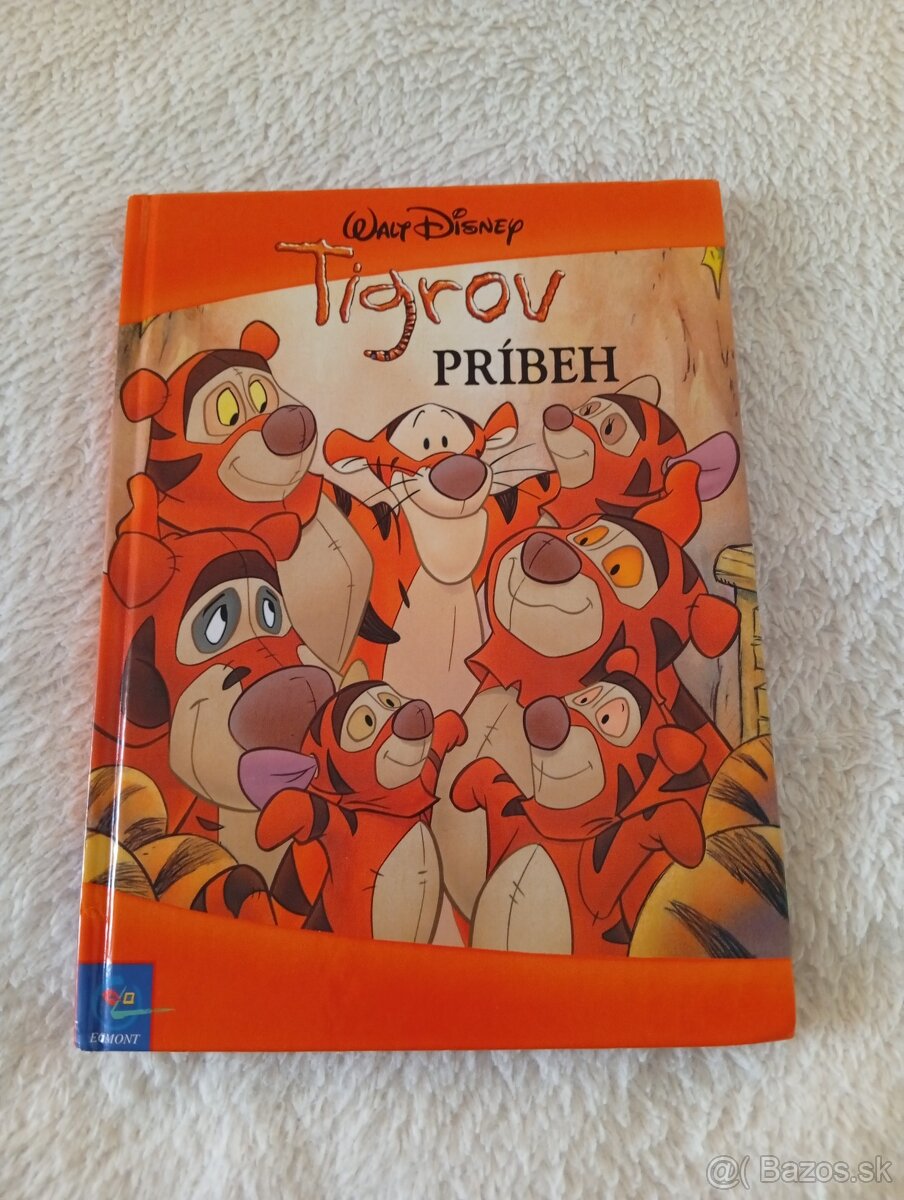 WALT DISNEY
Tigrov
PRÍBEH
EGMONT
@( Bazos.sk